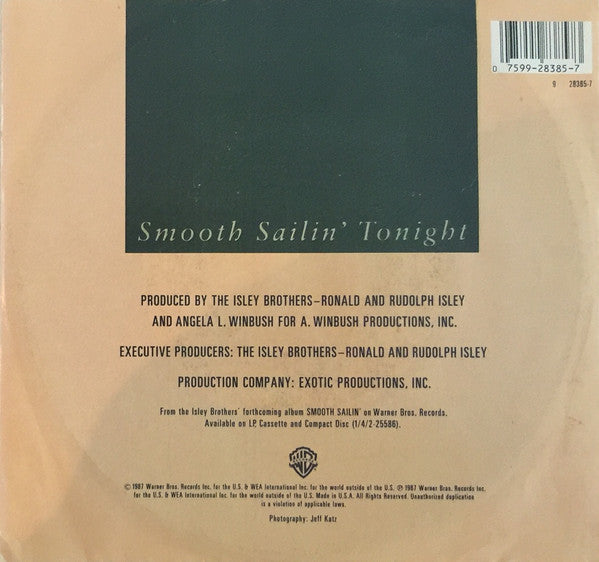 0 7599-28385-7
9 28385-7
Smooth Sailin' Tonight
PRODUCED BY THE ISLEY BROTHERS–RONALD AND RUDOLPH ISLEY
AND ANGELA L. WINBUSH FOR A. WINBUSH PRODUCTIONS, INC.
EXECUTIVE PRODUCERS: THE ISLEY BROTHERS–RONALD AND RUDOLPH ISLEY
PRODUCTION COMPANY: EXOTIC PRODUCTIONS, INC.
From the Isley Brothers' forthcoming album SMOOTH SAILIN' on Warner Bros. Records.
Available on LP, Cassette and Compact Disc (1/4/2-25586).
© 1987 Warner Bros. Records Inc. for the U.S. & WEA International Inc. for the world outside of the U.S. ℗ 1987 Warner Bros. Records Inc.
for the U.S. & WEA International Inc. for the world outside of the U.S. Made in U.S.A. All Rights Reserved. Unauthorized duplication
is a violation of applicable laws.
Photography: Jeff Katz